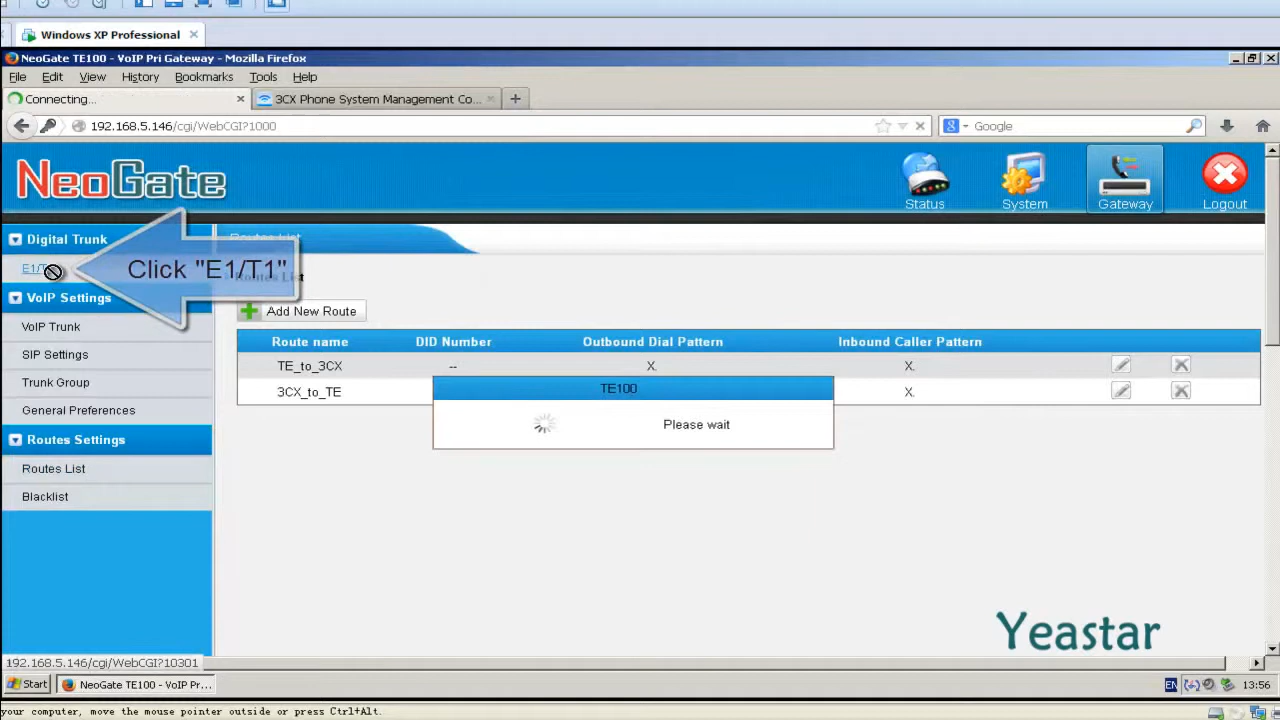 Windows XP Professional
NeoGate TE100 - VoIP Pri Gateway - Mozilla Firefox
File Edit View History Bookmarks Tools Help
Connecting... 3CX Phone System Management Co...
192.168.5.146/cgi/WebCGI?1000 Google
NeoGate
Status System Gateway Logout
Digital Trunk
Routes List
E1/T
Click "E1/T1"
Routes List
VoIP Settings
Add New Route
VoIP Trunk
Route name DID Number Outbound Dial Pattern Inbound Caller Pattern
SIP Settings
TE_to_3CX -- X. X.
Trunk Group
TE100
3CX_to_TE X.
General Preferences
Please wait
Routes Settings
Routes List
Blacklist
Yeastar
192.168.5.146/cgi/WebCGI?10301
Start NeoGate TE100 - VoIP Pr... EN 13:56
your computer, move the mouse pointer outside or press Ctrl+Alt.